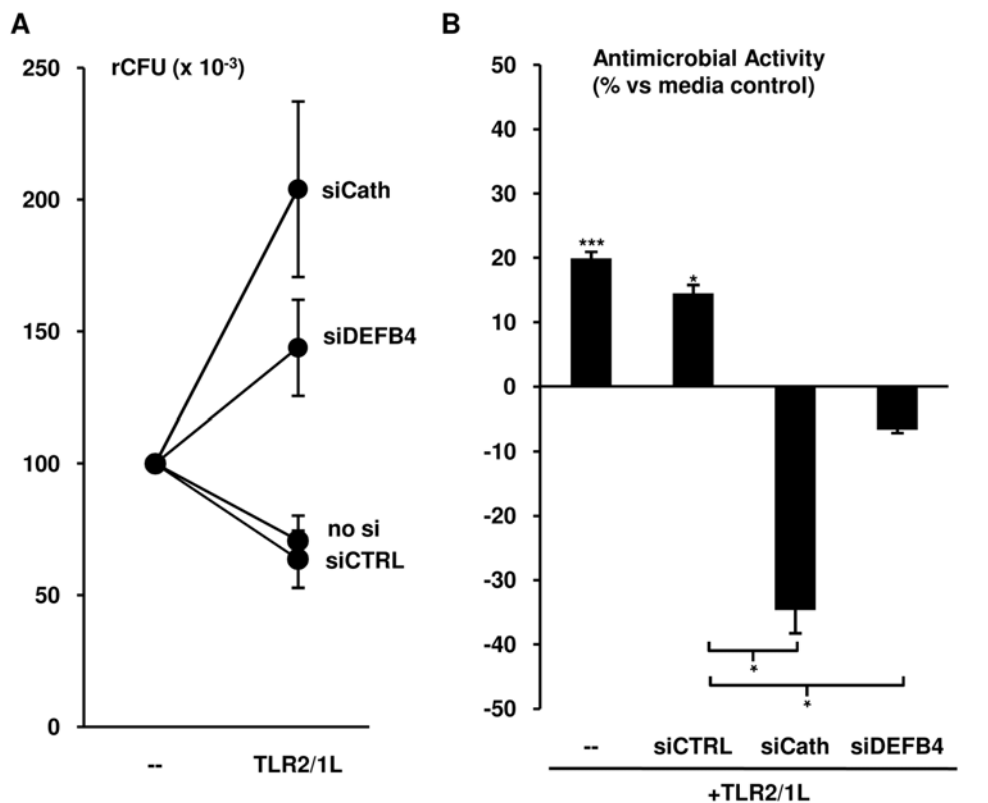 A
rCFU (x 10-3)
250
200
150
100
50
0
siCath
siDEFB4
no si
siCTRL
--
TLR2/1L
B
Antimicrobial Activity
(% vs media control)
50
40
30
20
10
0
-10
-20
-30
-40
-50
***
*
*
*
--
siCTRL
siCath
siDEFB4
+TLR2/1L